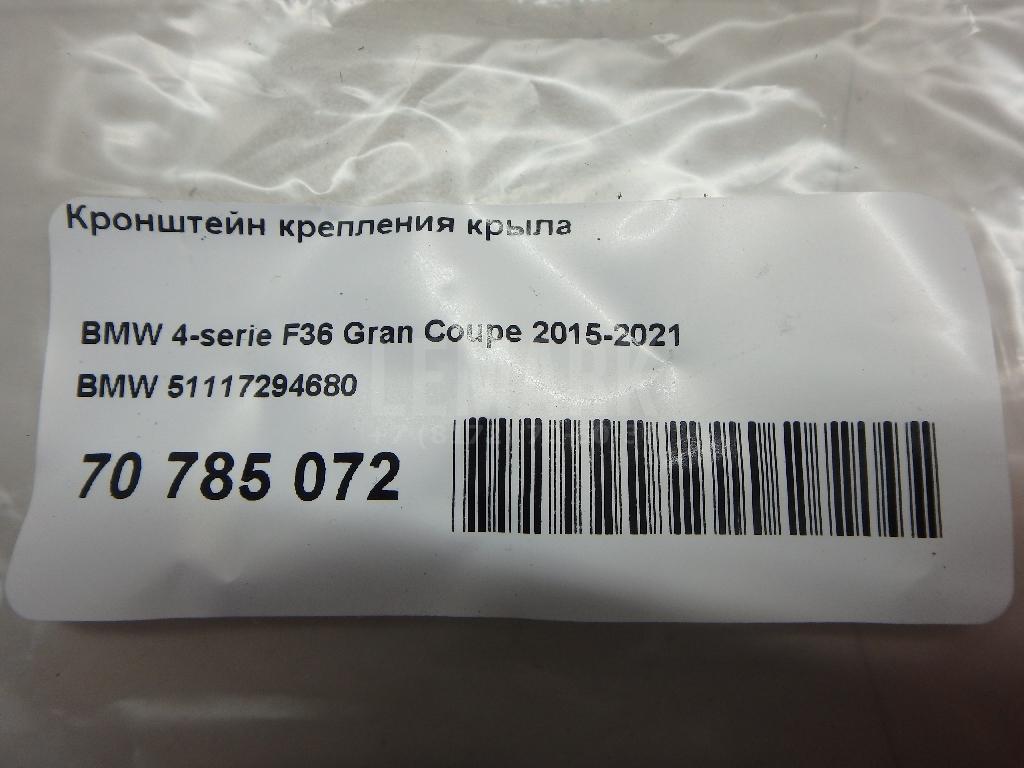 Кронштейн крепления крыла
BMW 4-serie F36 Gran Coupe 2015-2021
BMW 51117294680
70 785 072